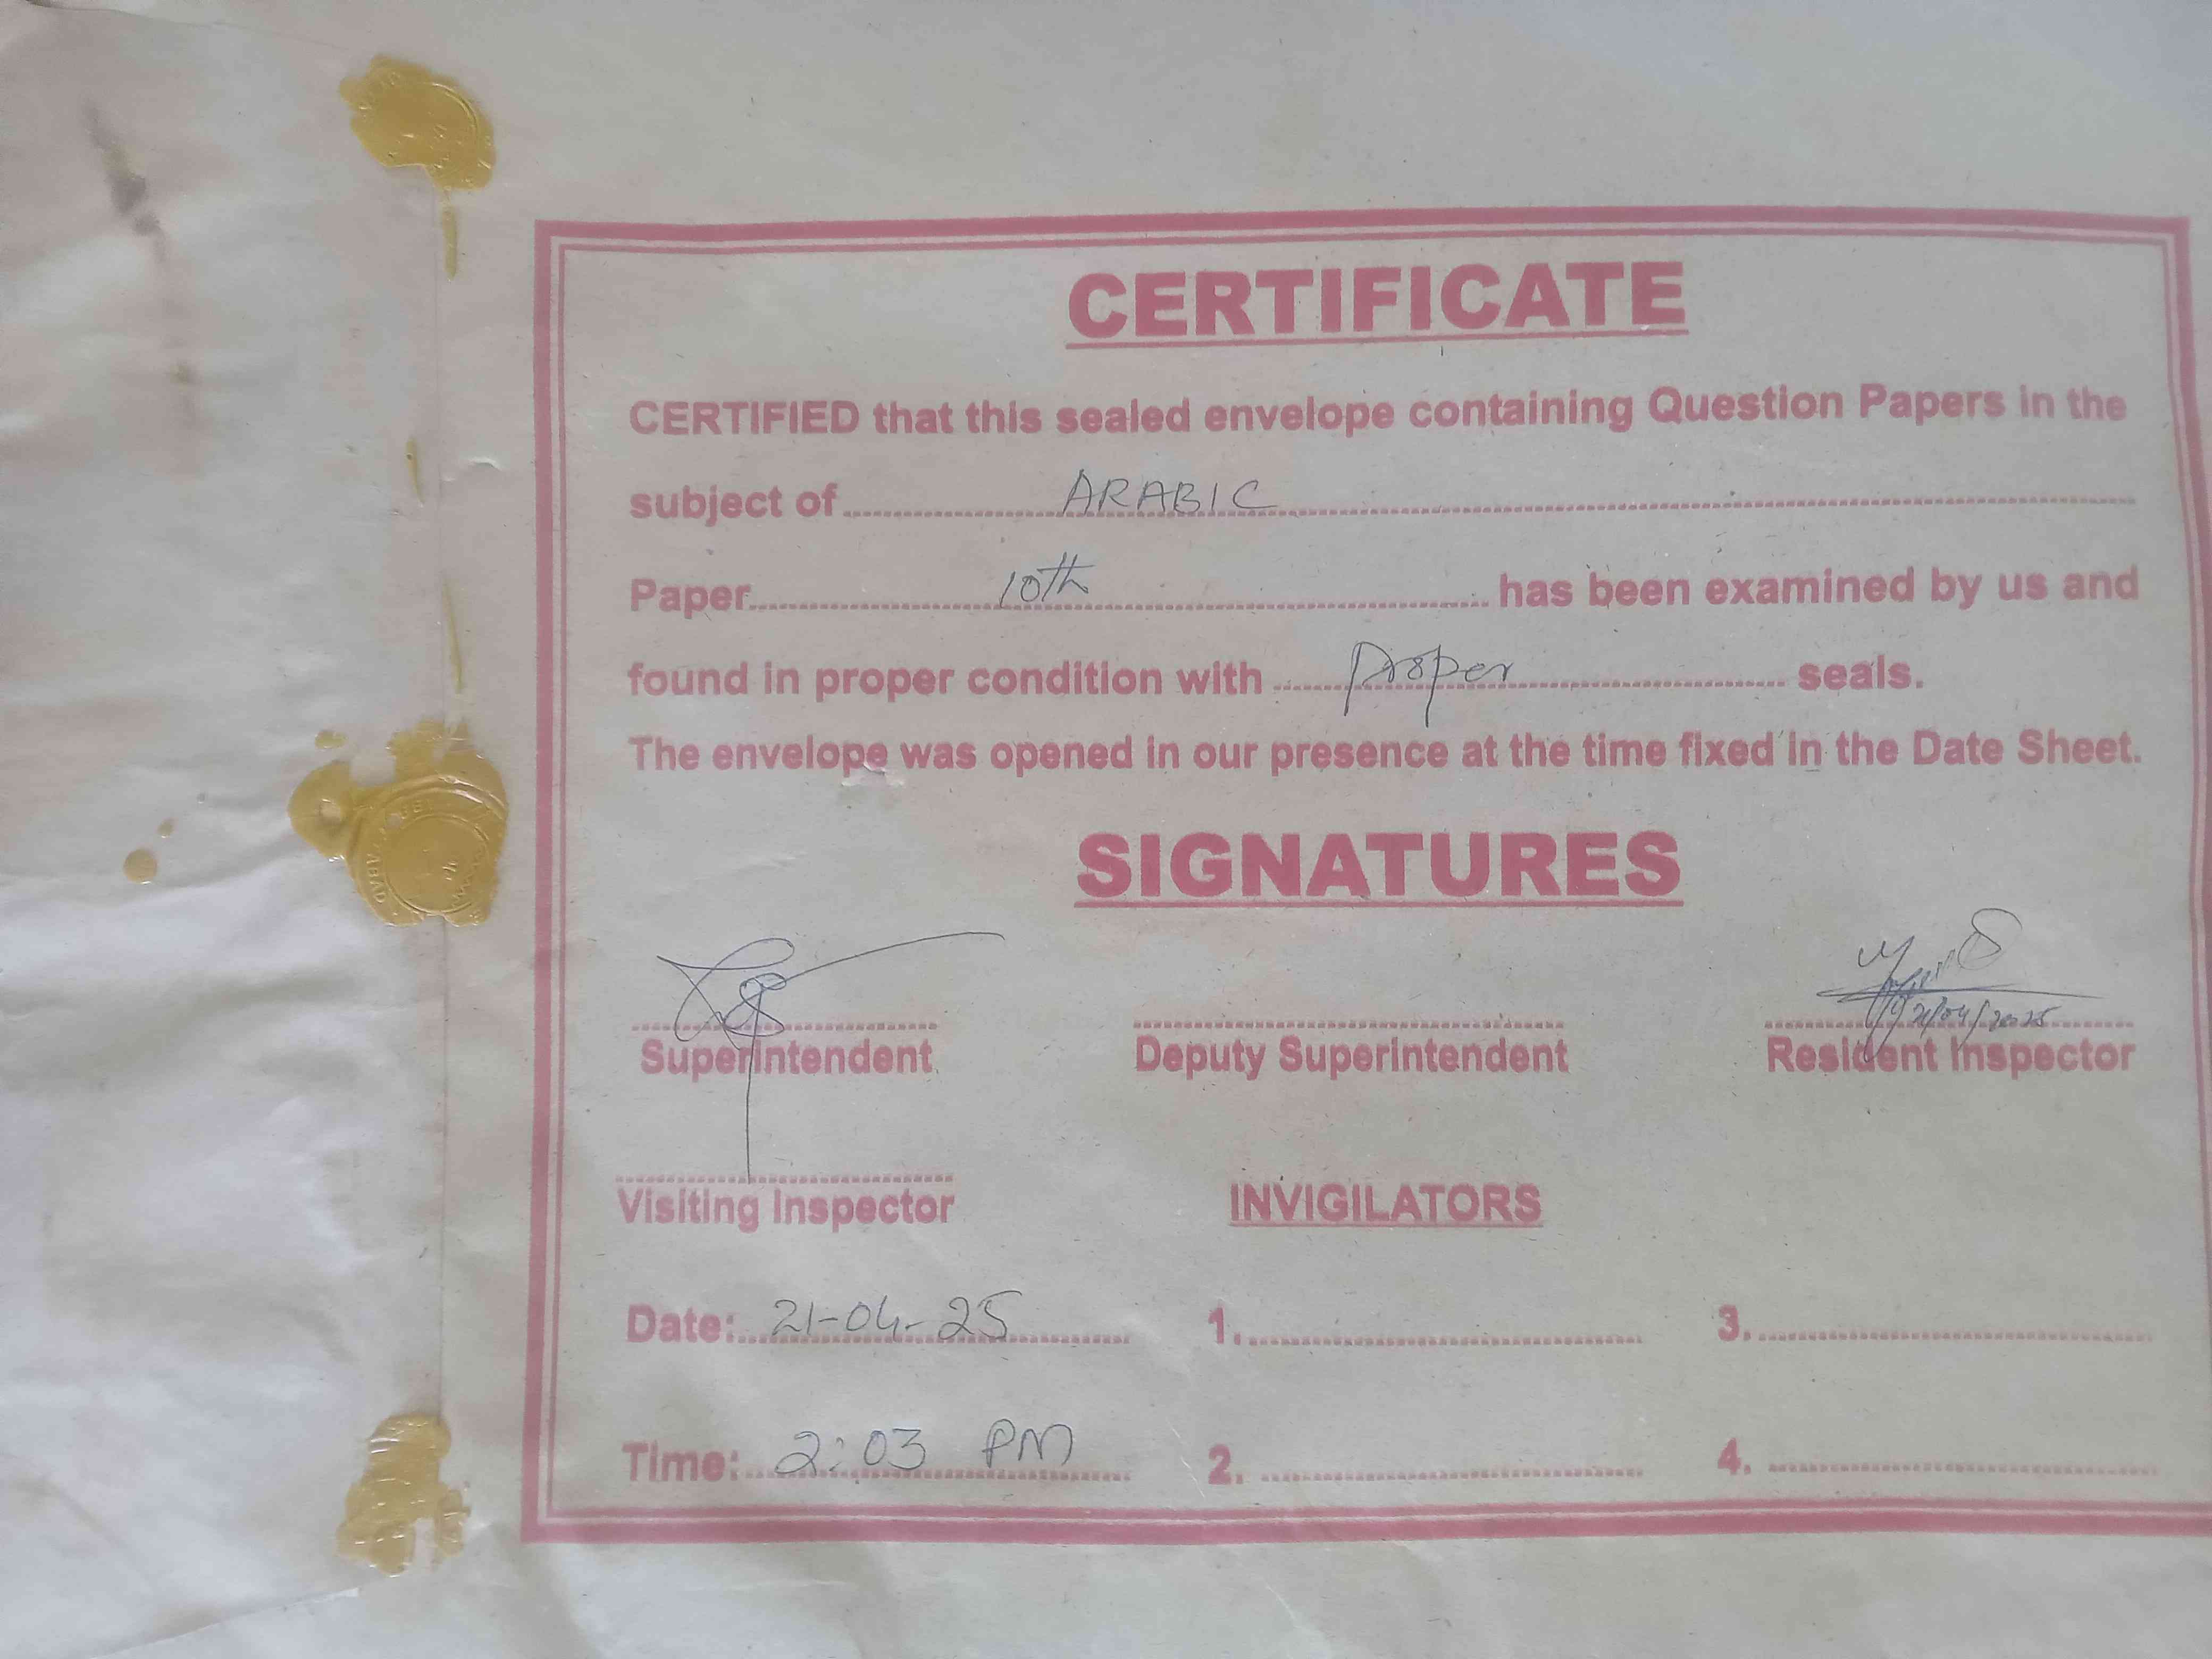 CERTIFICATE
CERTIFIED that this sealed envelope containing Question Papers in the
subject of ARABIC
Paper 10th has been examined by us and
found in proper condition with proper seals.
The envelope was opened in our presence at the time fixed in the Date Sheet.
SIGNATURES
21/04/2025
Superintendent Deputy Superintendent Resident Inspector
Visiting Inspector INVIGILATORS
Date: 21-04-25 1. 3.
Time: 2:03 PM 2. 4.